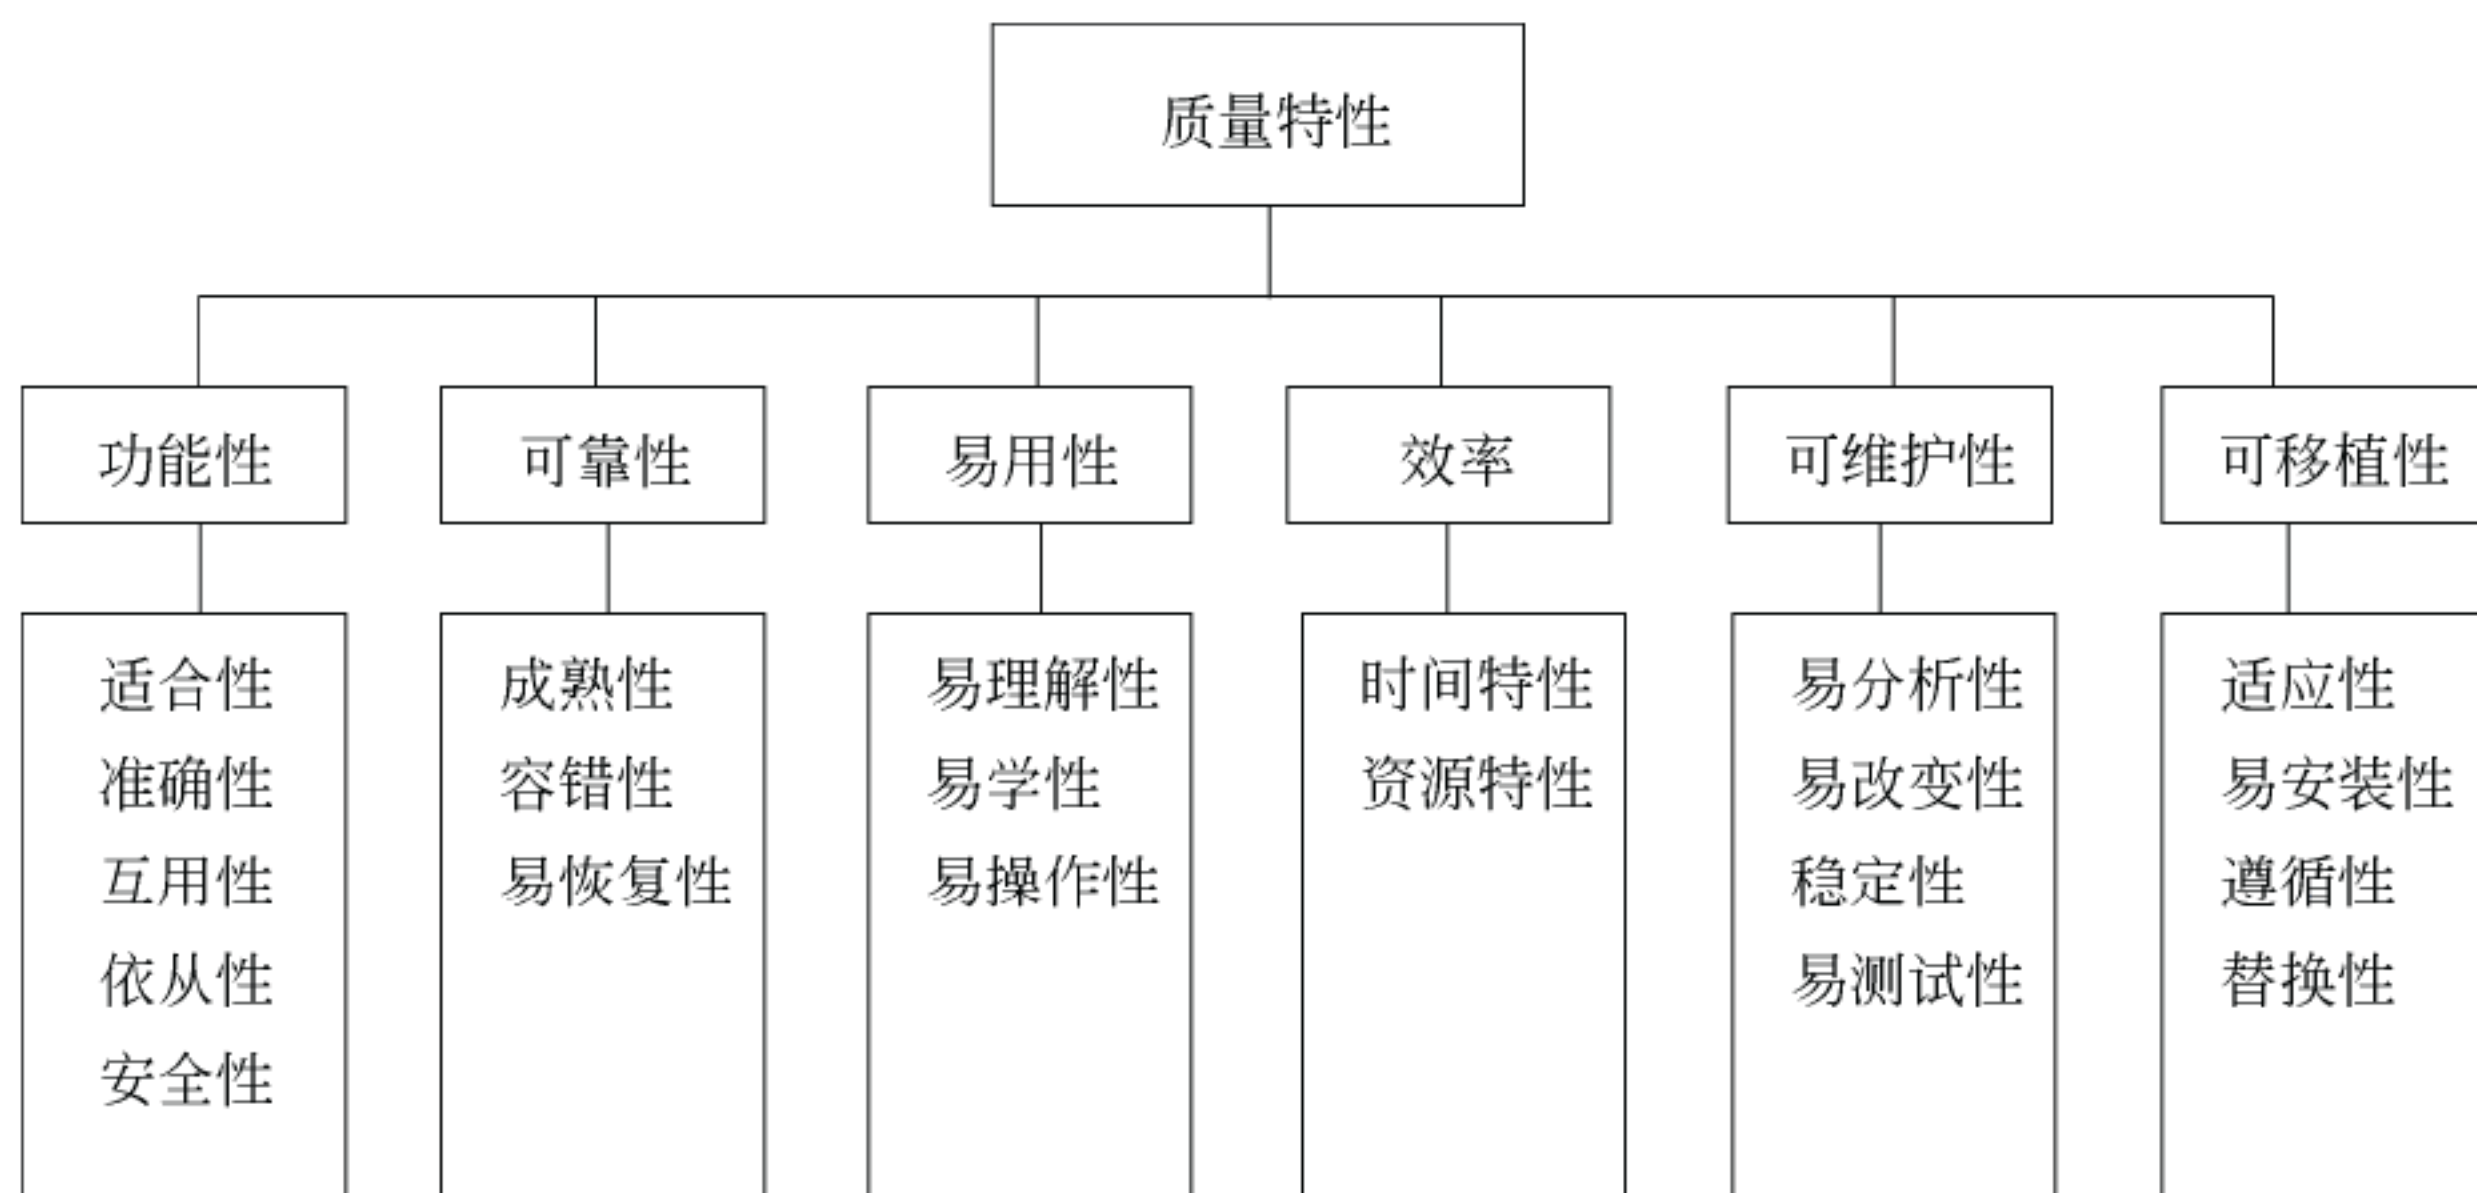 质量特性
功能性
可靠性
易用性
效率
可维护性
可移植性
适合性
准确性
互用性
依从性
安全性
成熟性
容错性
易恢复性
易理解性
易学性
易操作性
时间特性
资源特性
易分析性
易改变性
稳定性
易测试性
适应性
易安装性
遵循性
替换性